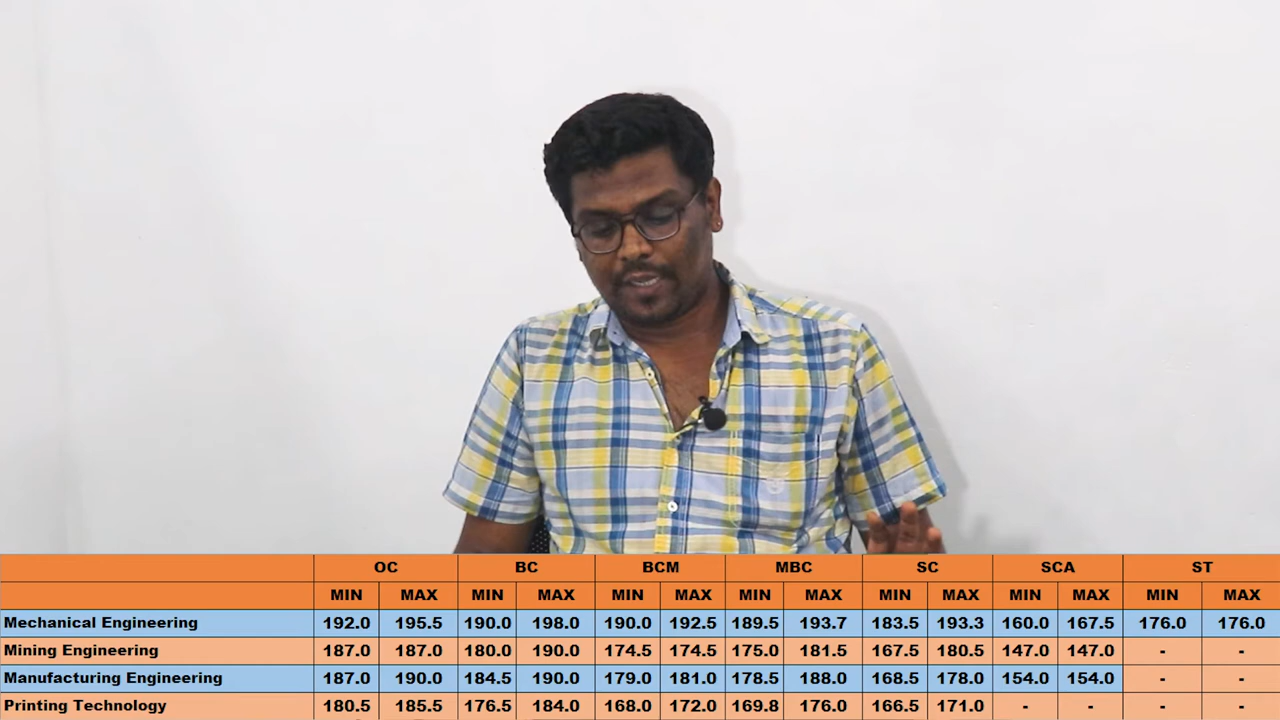 OC BC BCM MBC SC SCA ST
MIN MAX MIN MAX MIN MAX MIN MAX MIN MAX MIN MAX MIN MAX
Mechanical Engineering 192.0 195.5 190.0 198.0 190.0 192.5 189.5 193.7 183.5 193.3 160.0 167.5 176.0 176.0
Mining Engineering 187.0 187.0 180.0 190.0 174.5 174.5 175.0 181.5 167.5 180.5 147.0 147.0 - -
Manufacturing Engineering 187.0 190.0 184.5 190.0 179.0 181.0 178.5 188.0 168.5 178.0 154.0 154.0 - -
Printing Technology 180.5 185.5 176.5 184.0 168.0 172.0 169.8 176.0 166.5 171.0 - - - -